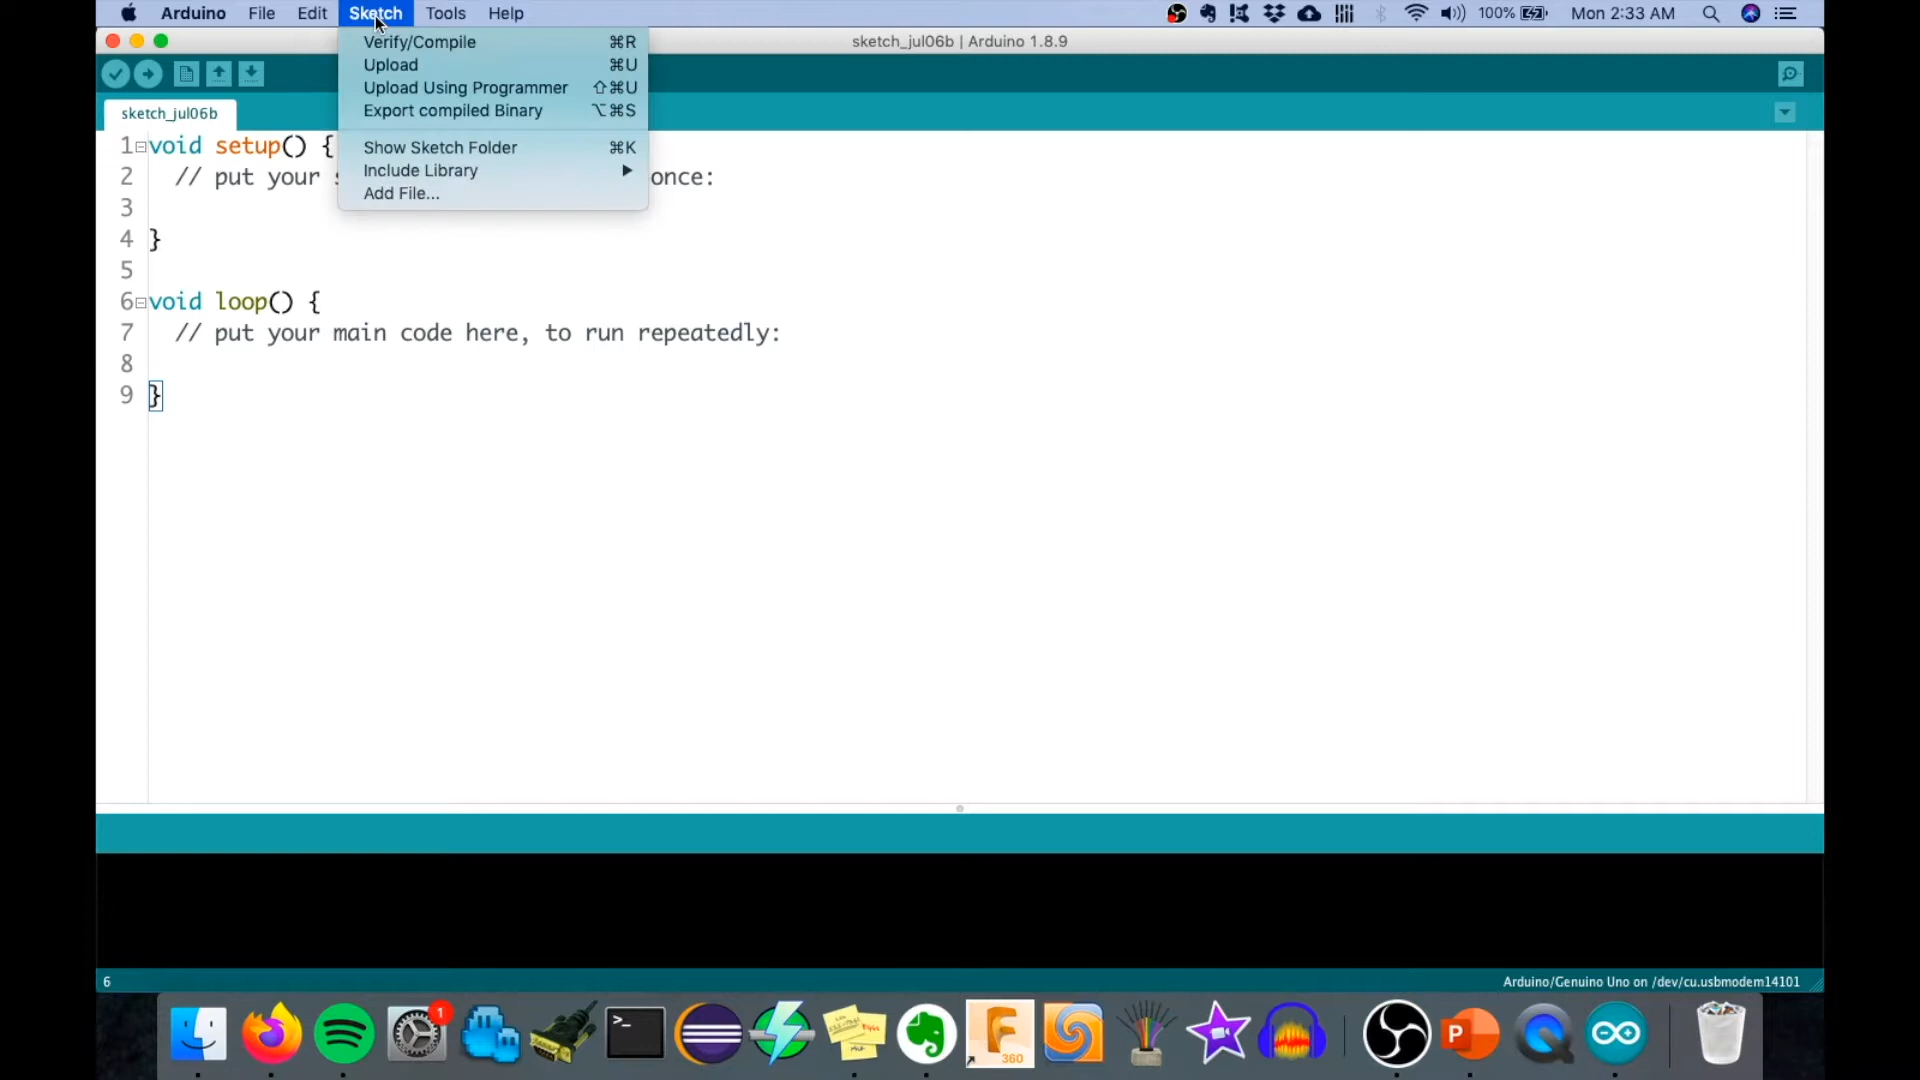 Arduino File Edit Sketch Tools Help 100% Mon 2:33 AM
sketch_jul06b | Arduino 1.8.9
Verify/Compile ⌘R
Upload ⌘U
Upload Using Programmer ⇧⌘U
Export compiled Binary ⌥⌘S
Show Sketch Folder ⌘K
Include Library ▶
Add File...
sketch_jul06b
1 void setup() {
2 // put your s once:
3
4 }
5
6 void loop() {
7 // put your main code here, to run repeatedly:
8
9 }
6 Arduino/Genuino Uno on /dev/cu.usbmodem14101
1
>_
F
360
P